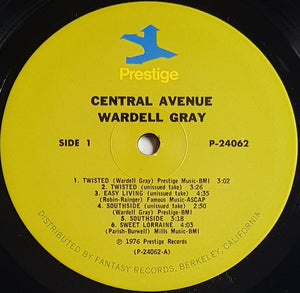 Prestige
CENTRAL AVENUE
WARDELL GRAY
SIDE 1 P-24062
1. TWISTED (Wardell Gray) Prestige Music-BMI 3:02
2. TWISTED (unissued take) 3:26
3. EASY LIVING (unissued take) 4:35
(Robin-Rainger) Famous Music-ASCAP
4. SOUTHSIDE (unissued take) 2:50
(Wardell Gray) Prestige Music-BMI
5. SOUTHSIDE 3:18
6. SWEET LORRAINE 4:03
(Parish-Burwell) Mills Music-BMI
℗ 1976 Prestige Records
(P-24062-A)
DISTRIBUTED BY FANTASY RECORDS, BERKELEY, CALIFORNIA